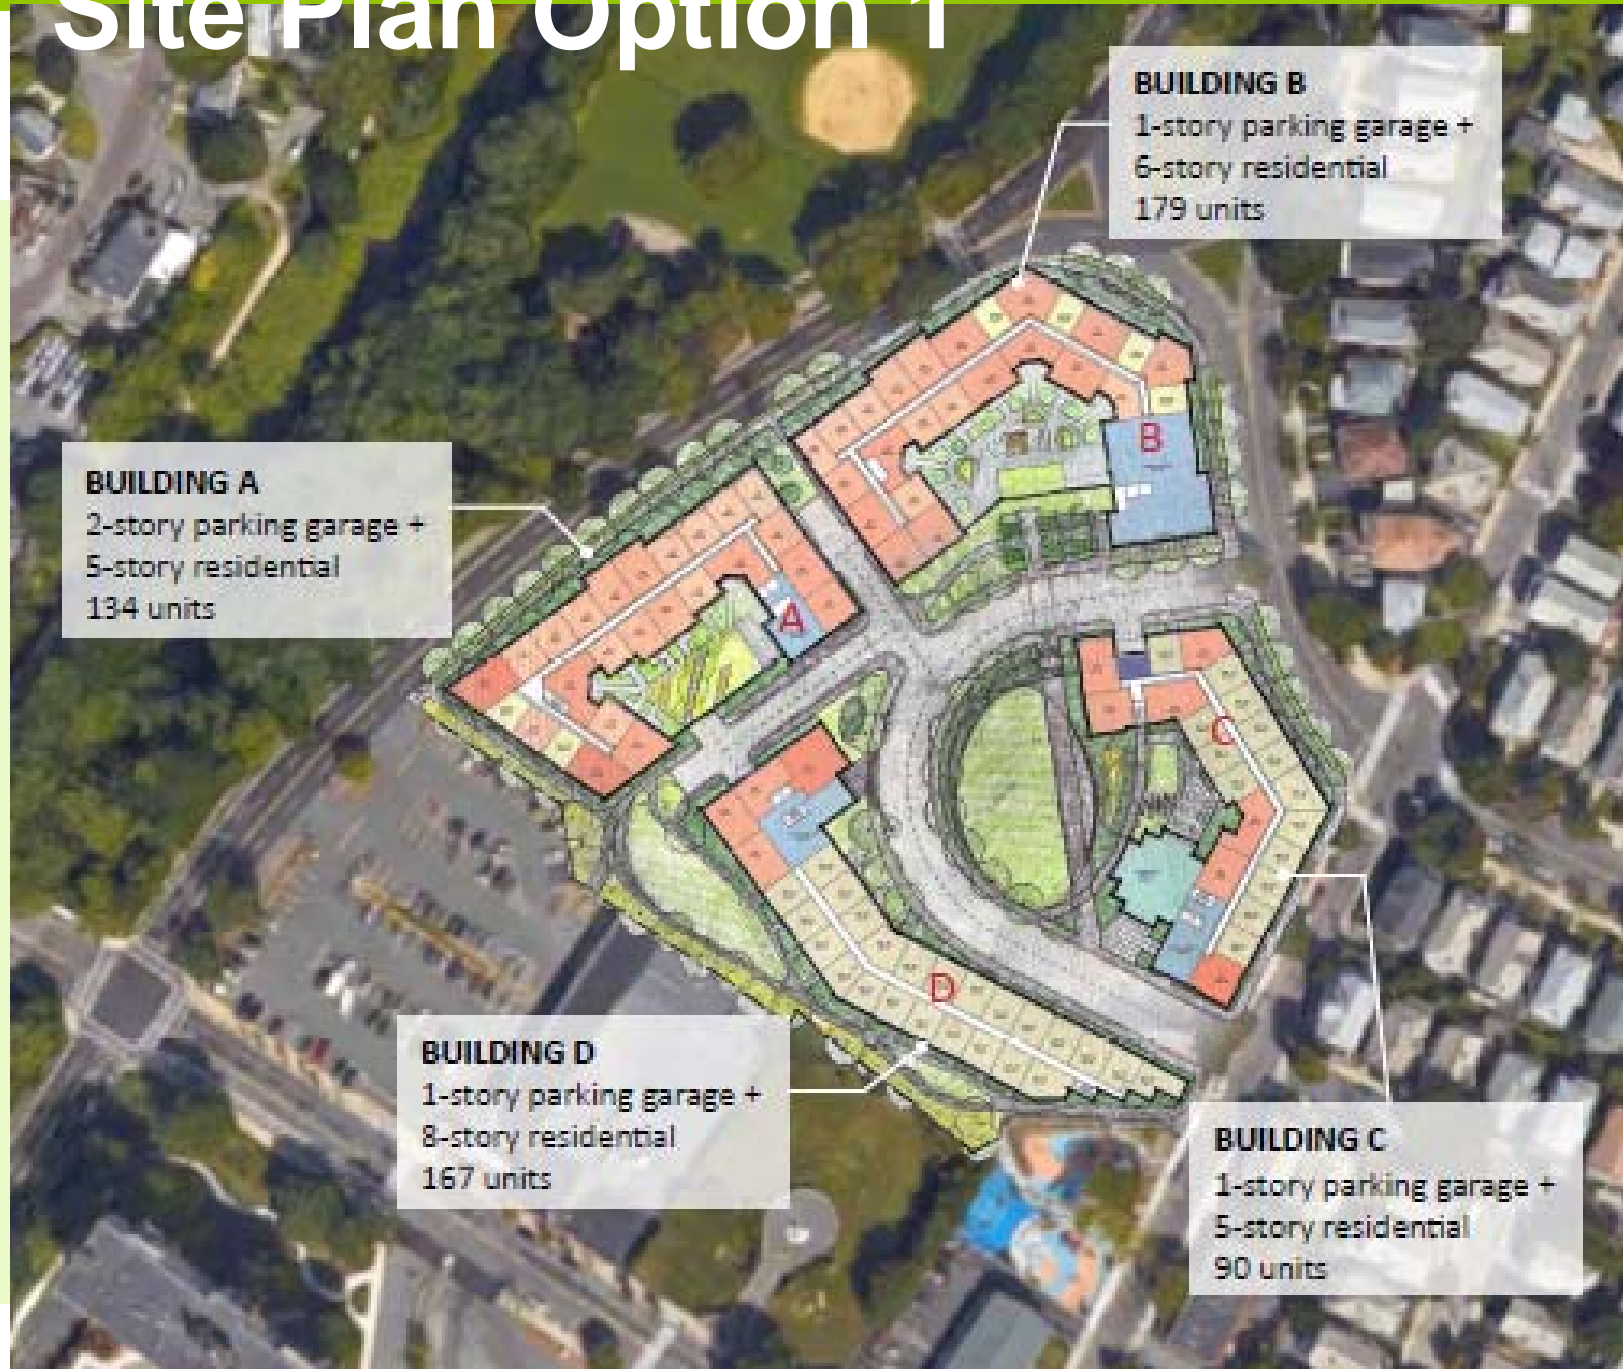 Site Plan Option 1
BUILDING B
1-story parking garage +
6-story residential
179 units
BUILDING A
2-story parking garage +
5-story residential
134 units
B
A
C
D
BUILDING D
1-story parking garage +
8-story residential
167 units
BUILDING C
1-story parking garage +
5-story residential
90 units